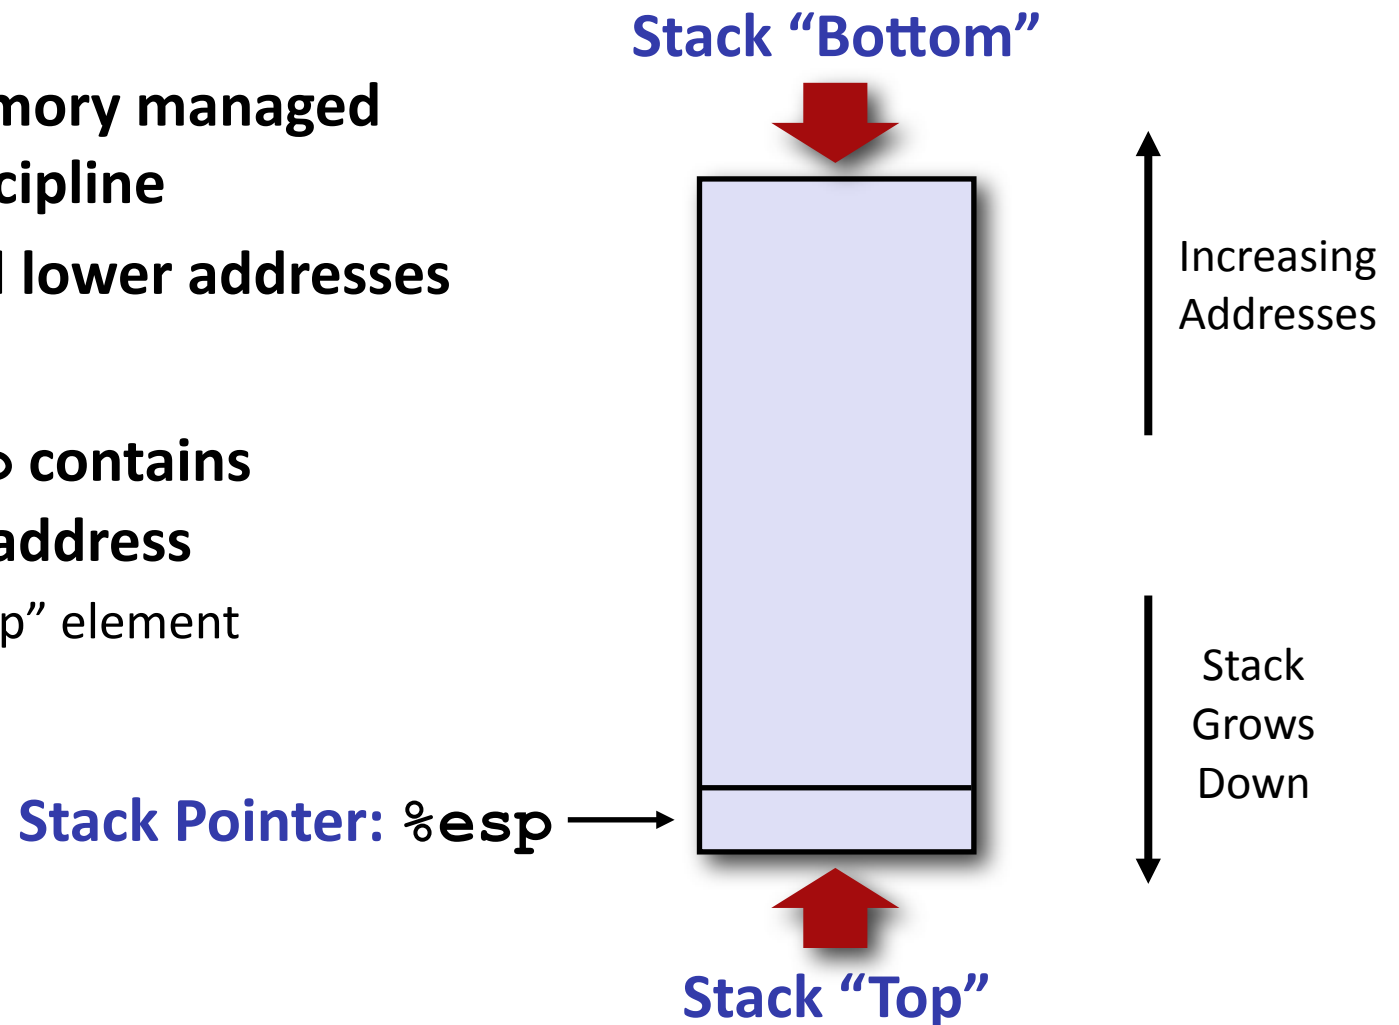 Stack “Bottom”
mory managed
cipline
lower addresses
contains
address
p” element
Increasing
Addresses
Stack
Grows
Down
Stack Pointer: %esp
Stack “Top”